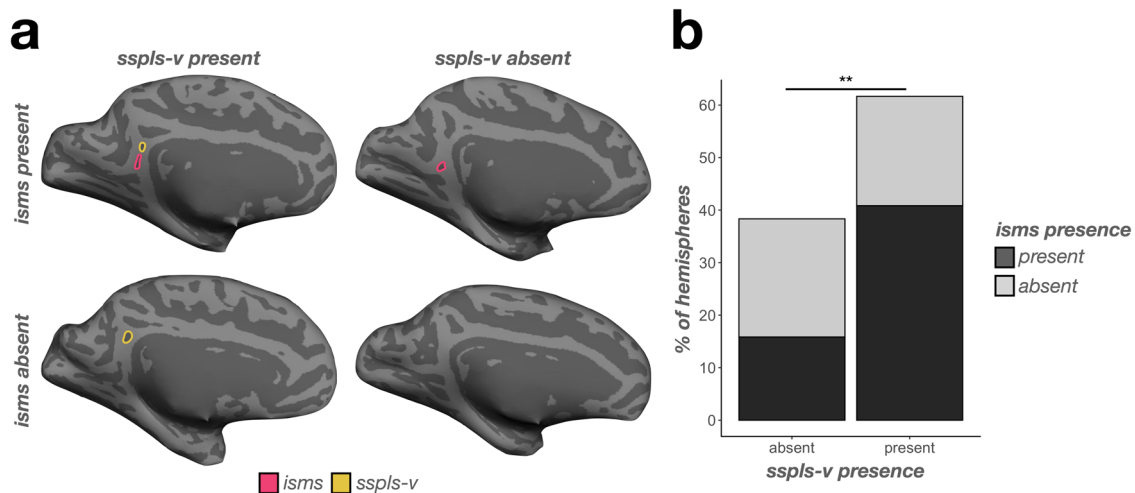 a
sspls-v present
sspls-v absent
isms present
isms absent
isms
sspls-v
b
**
60
50
40
30
20
10
0
% of hemispheres
absent
present
sspls-v presence
isms presence
present
absent